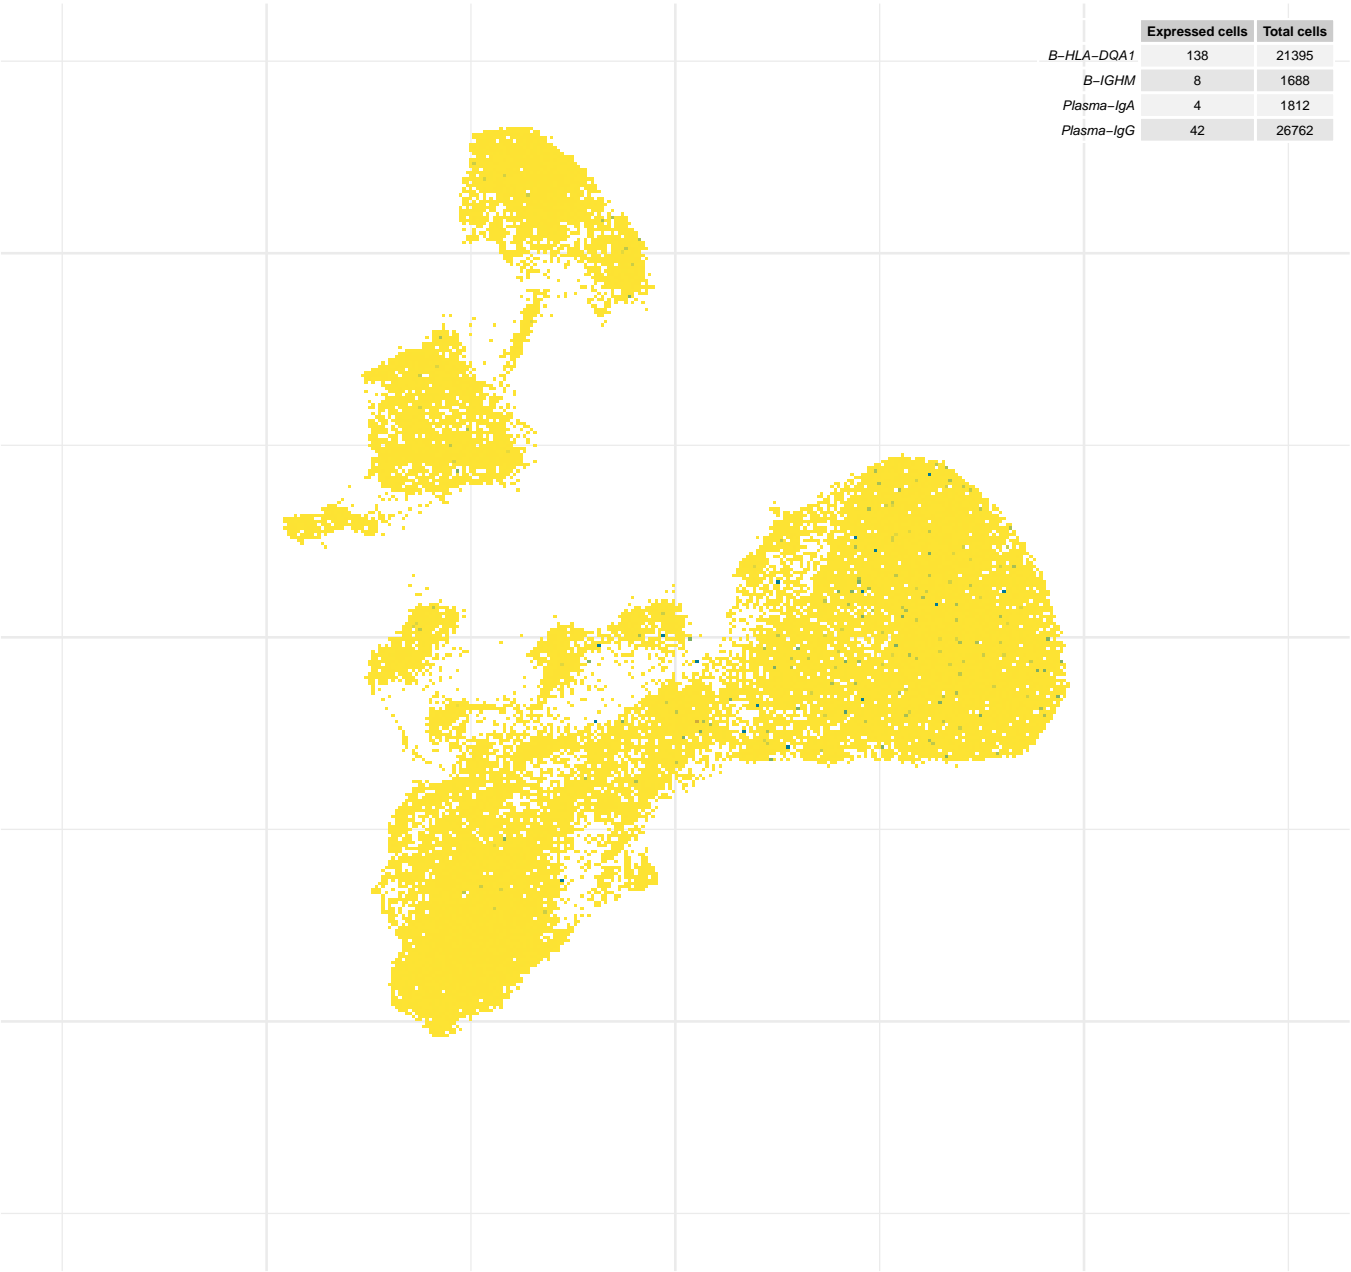 Expressed cells Total cells
B−HLA−DQA1 138 21395
B−IGHM 8 1688
Plasma−IgA 4 1812
Plasma−IgG 42 26762